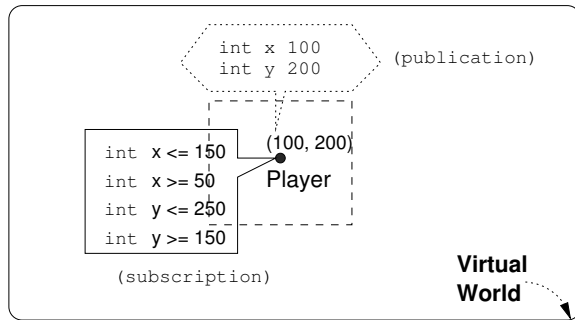 int x 100
int y 200
(publication)
(100, 200)
Player
int x <= 150
int x >= 50
int y <= 250
int y >= 150
(subscription)
Virtual
World